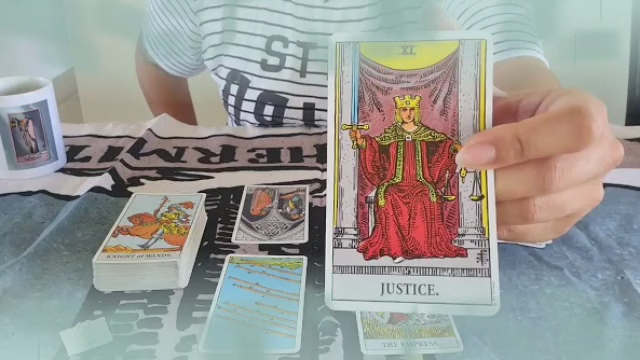 ST
HERMIT
XI
KNIGHT of WANDS.
JUSTICE.
THE EMPRESS.